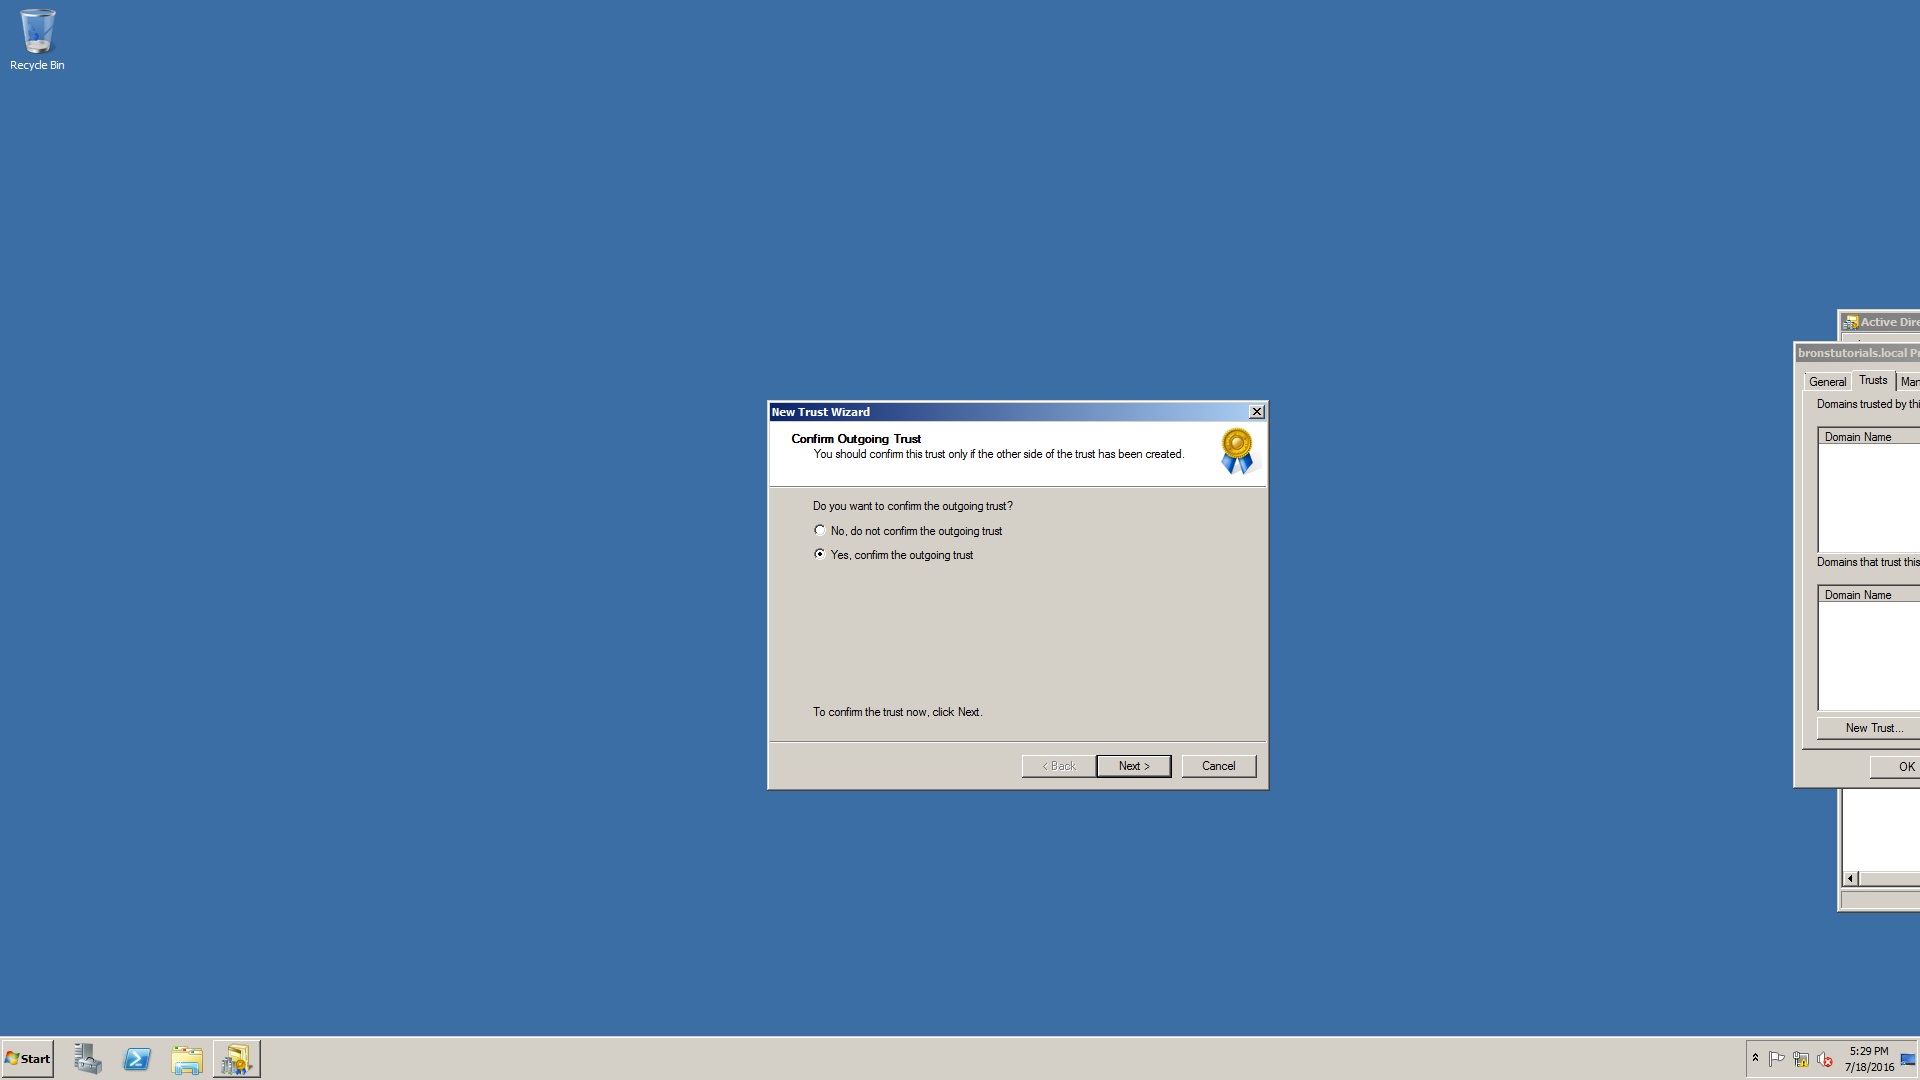 Recycle Bin
New Trust Wizard
Confirm Outgoing Trust
You should confirm this trust only if the other side of the trust has been created.
Do you want to confirm the outgoing trust?
No, do not confirm the outgoing trust
Yes, confirm the outgoing trust
To confirm the trust now, click Next.
< Back
Next >
Cancel
Active Dire
bronstutorials.local P
General
Trusts
Man
Domains trusted by thi
Domain Name
Domains that trust this
Domain Name
New Trust...
OK
Start
5:29 PM
7/18/2016